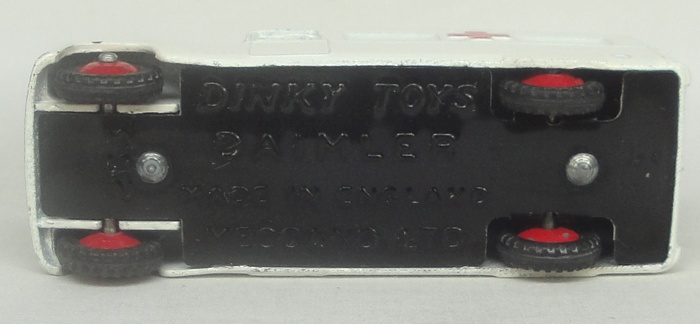 DINKY TOYS
DAIMLER
MADE IN ENGLAND
MECCANO LTD